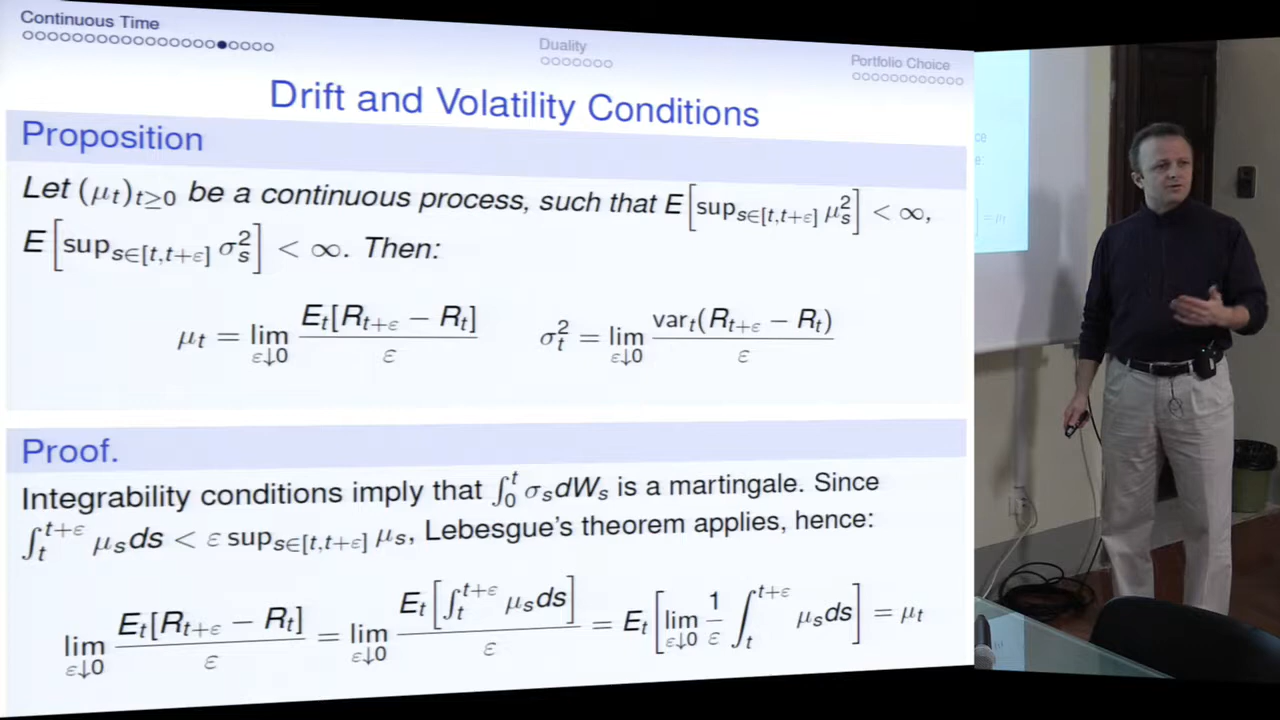 Continuous Time
Duality
Portfolio Choice
Drift and Volatility Conditions
Proposition
Let (μ_t)_{t≥0} be a continuous process, such that E[sup_{s∈[t,t+ε]} μ_s^2] < ∞,
E[sup_{s∈[t,t+ε]} σ_s^2] < ∞. Then:
μ_t = lim_{ε↓0} E_t[R_{t+ε} − R_t] / ε    σ_t^2 = lim_{ε↓0} var_t(R_{t+ε} − R_t) / ε
Proof.
Integrability conditions imply that ∫_0^t σ_s dW_s is a martingale. Since
∫_t^{t+ε} μ_s ds < ε sup_{s∈[t,t+ε]} μ_s, Lebesgue's theorem applies, hence:
lim_{ε↓0} E_t[R_{t+ε} − R_t] / ε = lim_{ε↓0} E_t[∫_t^{t+ε} μ_s ds] / ε = E_t[lim_{ε↓0} 1/ε ∫_t^{t+ε} μ_s ds] = μ_t